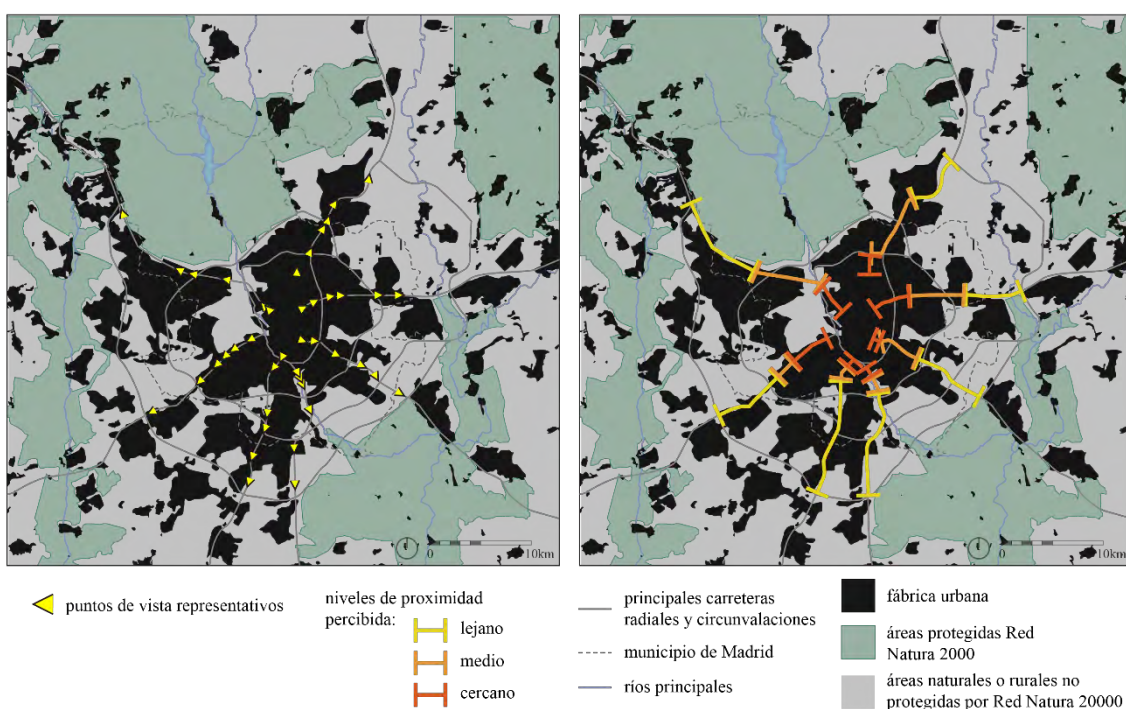 0 10km
0 10km
puntos de vista representativos
niveles de proximidad
percibida:
lejano
medio
cercano
principales carreteras
radiales y circunvalaciones
municipio de Madrid
ríos principales
fábrica urbana
áreas protegidas Red
Natura 2000
áreas naturales o rurales no
protegidas por Red Natura 20000